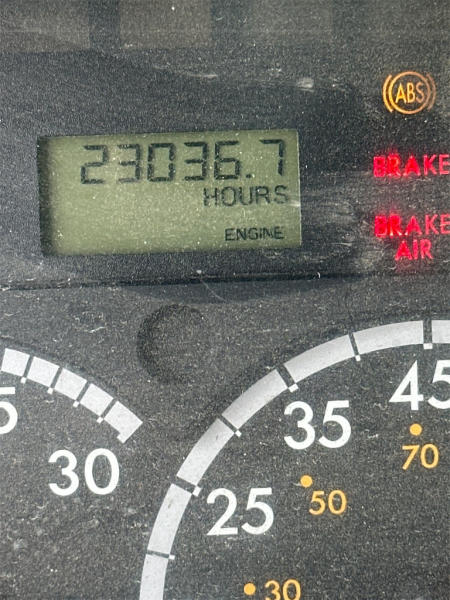 ABS
23036.7
BRAKE
HOURS
BRAKE
AIR
ENGINE
45
35
30
70
50
25
30